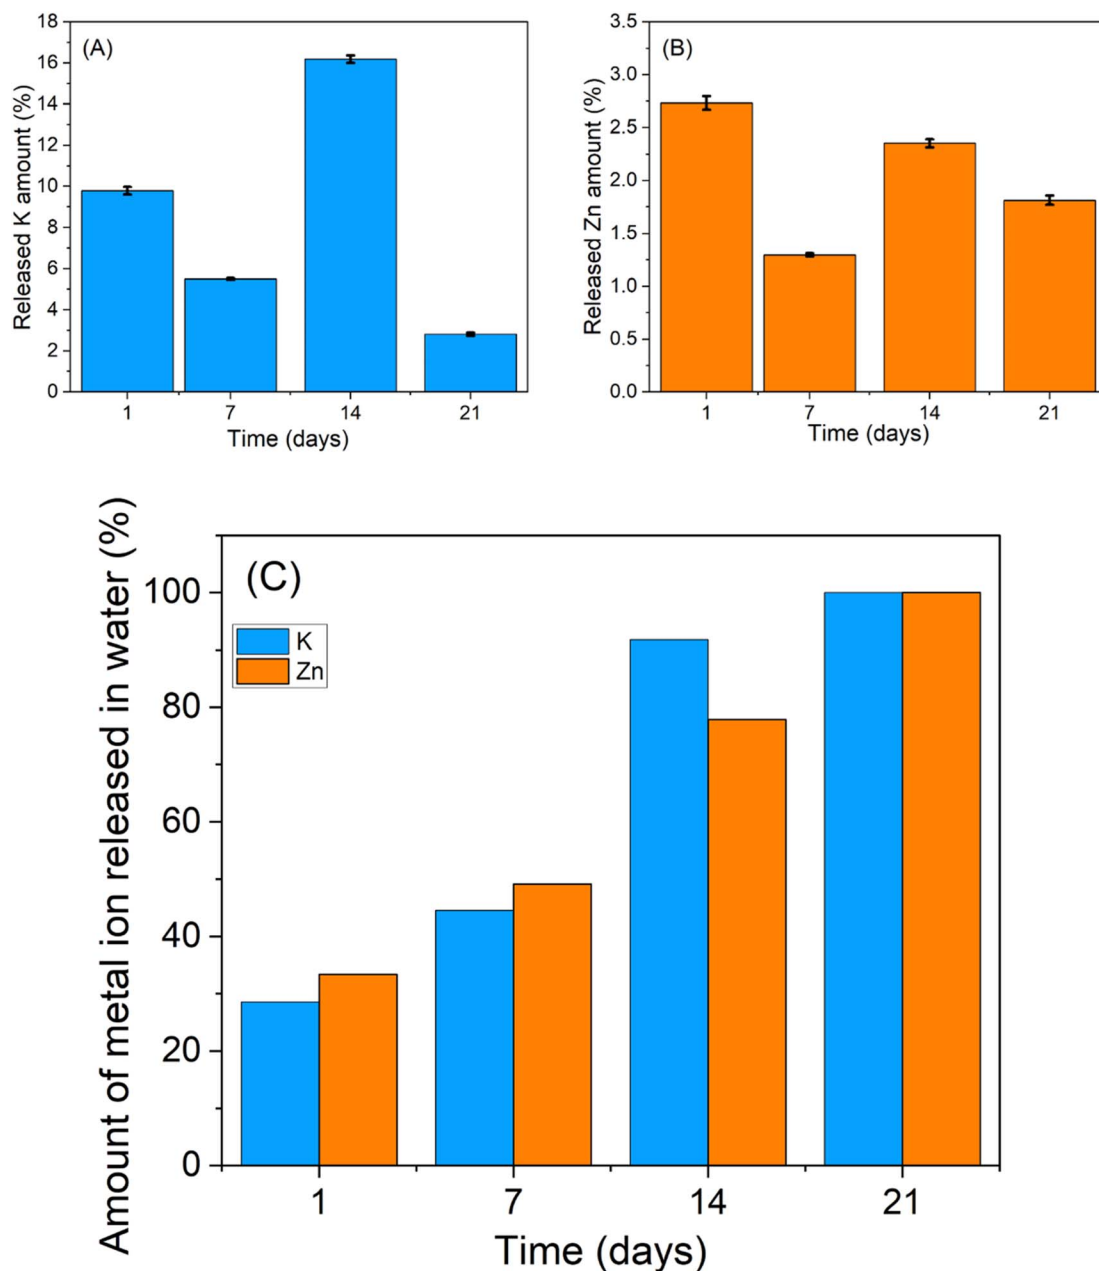 (A)
Released K amount (%)
18
16
14
12
10
8
6
4
2
0
1 7 14 21
Time (days)
(B)
Released Zn amount (%)
3.5
3.0
2.5
2.0
1.5
1.0
0.5
0.0
1 7 14 21
Time (days)
(C)
Amount of metal ion released in water (%)
K
Zn
100
80
60
40
20
0
1 7 14 21
Time (days)